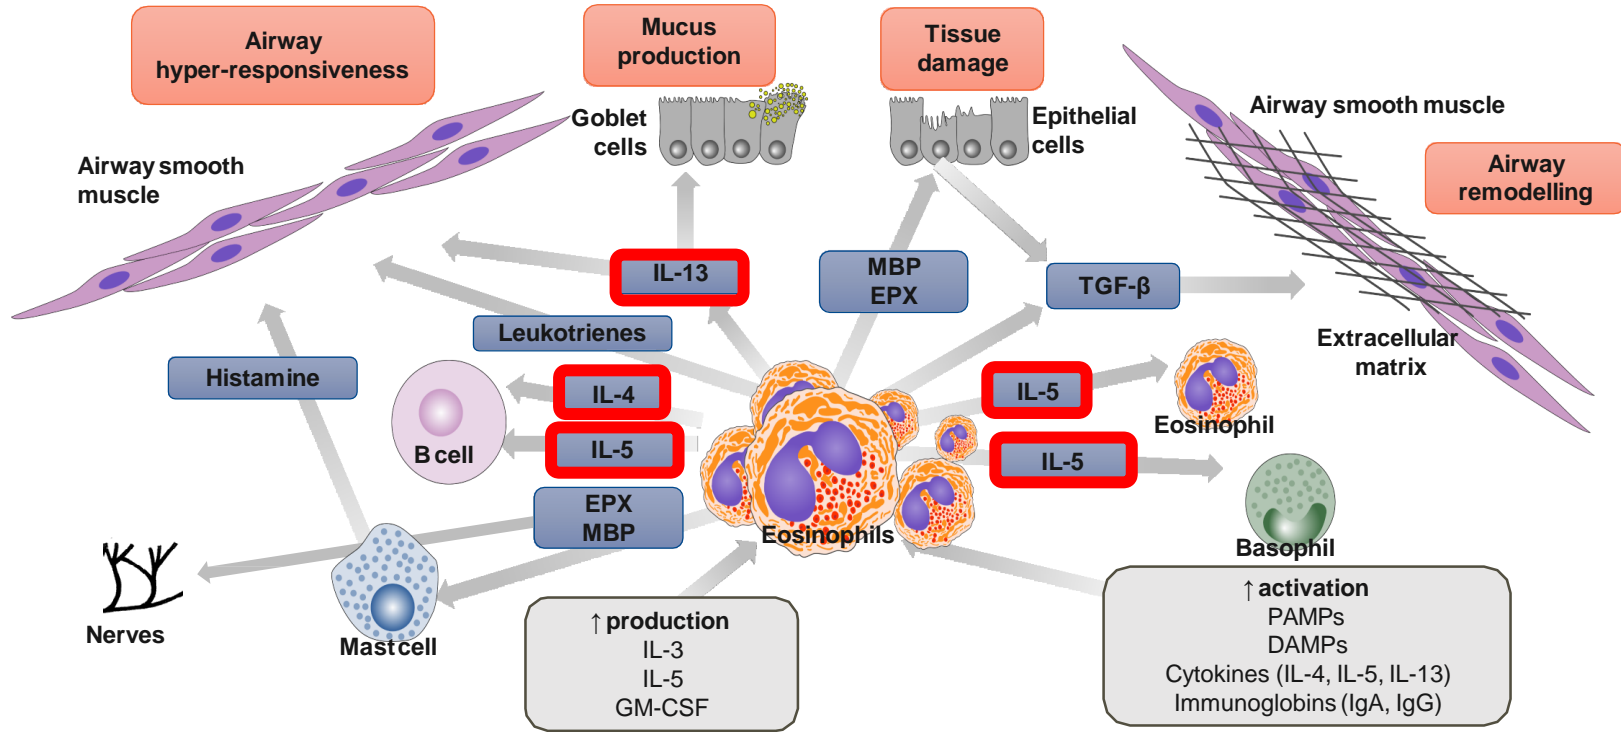 Airway
hyper-responsiveness
Mucus
production
Tissue
damage
Goblet
cells
Epithelial
cells
Airway smooth muscle
Airway
remodelling
Airway smooth
muscle
IL-13
MBP
EPX
TGF-β
Leukotrienes
Extracellular
matrix
Histamine
IL-4
IL-5
B cell
IL-5
Eosinophil
IL-5
EPX
MBP
Eosinophils
Basophil
Nerves
Mast cell
↑ production
IL-3
IL-5
GM-CSF
↑ activation
PAMPs
DAMPs
Cytokines (IL-4, IL-5, IL-13)
Immunoglobins (IgA, IgG)